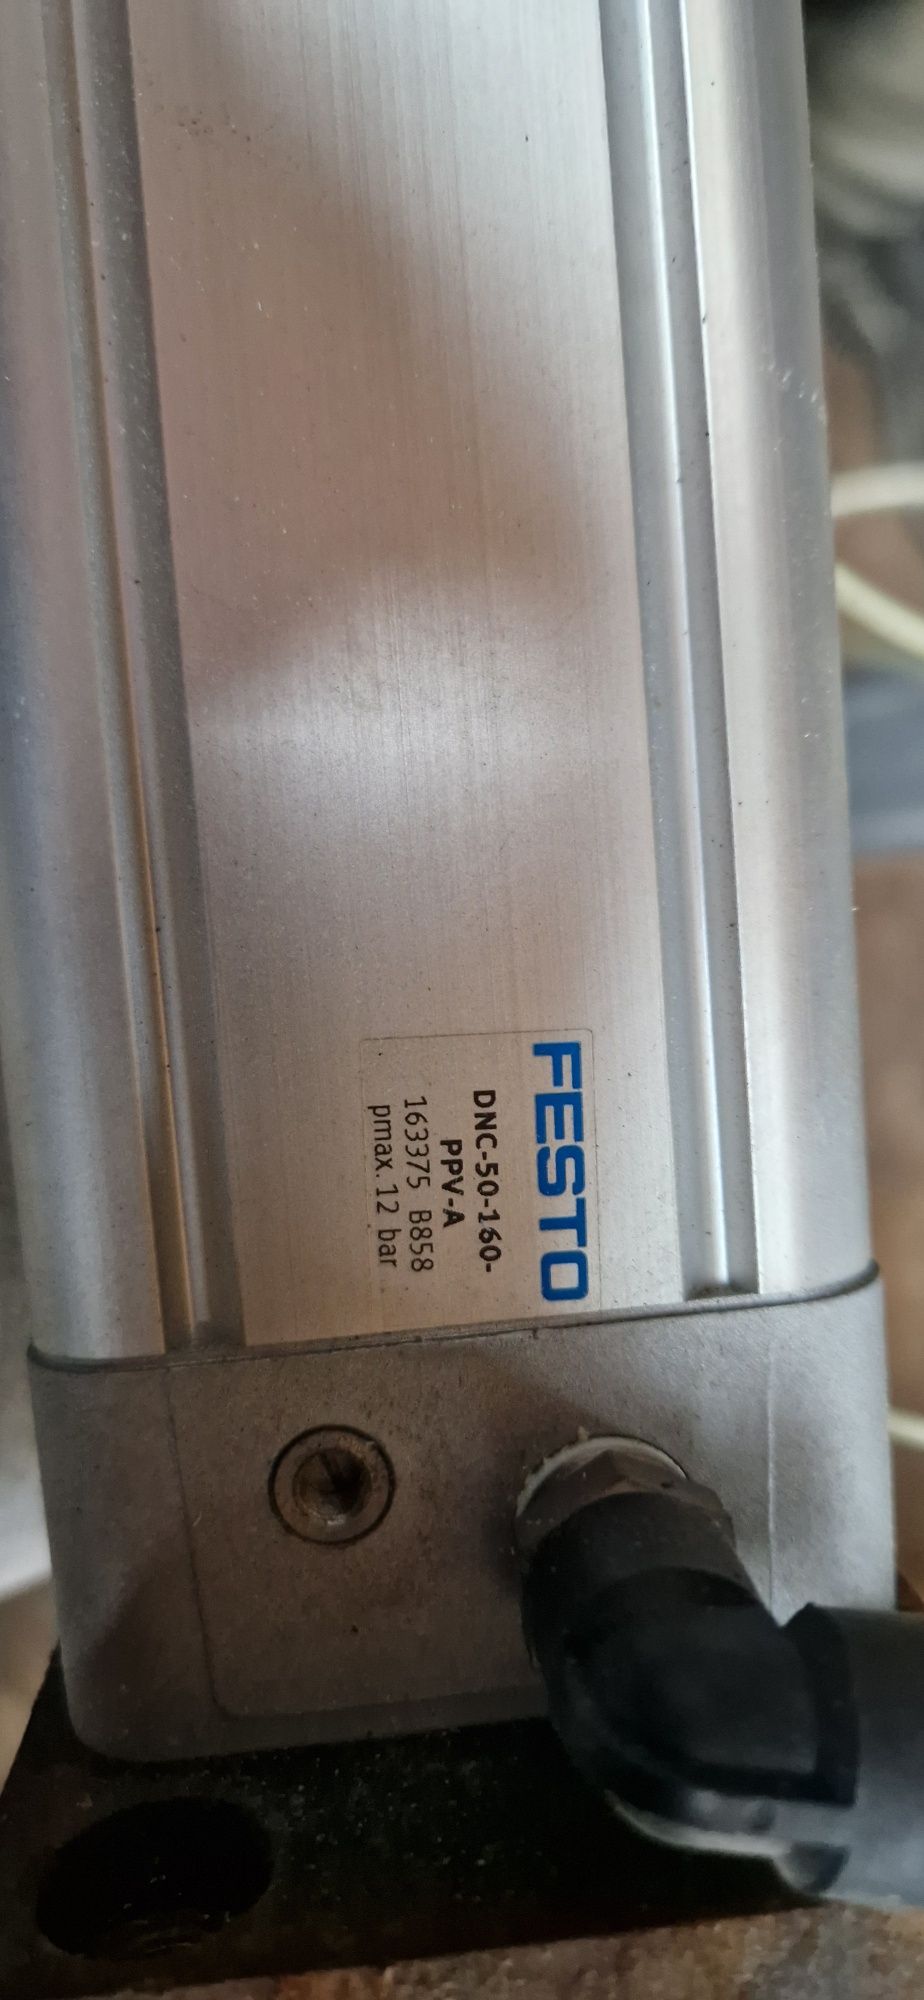 FESTO
DNC-50-160-
PPV-A
163375 B858
pmax.12 bar